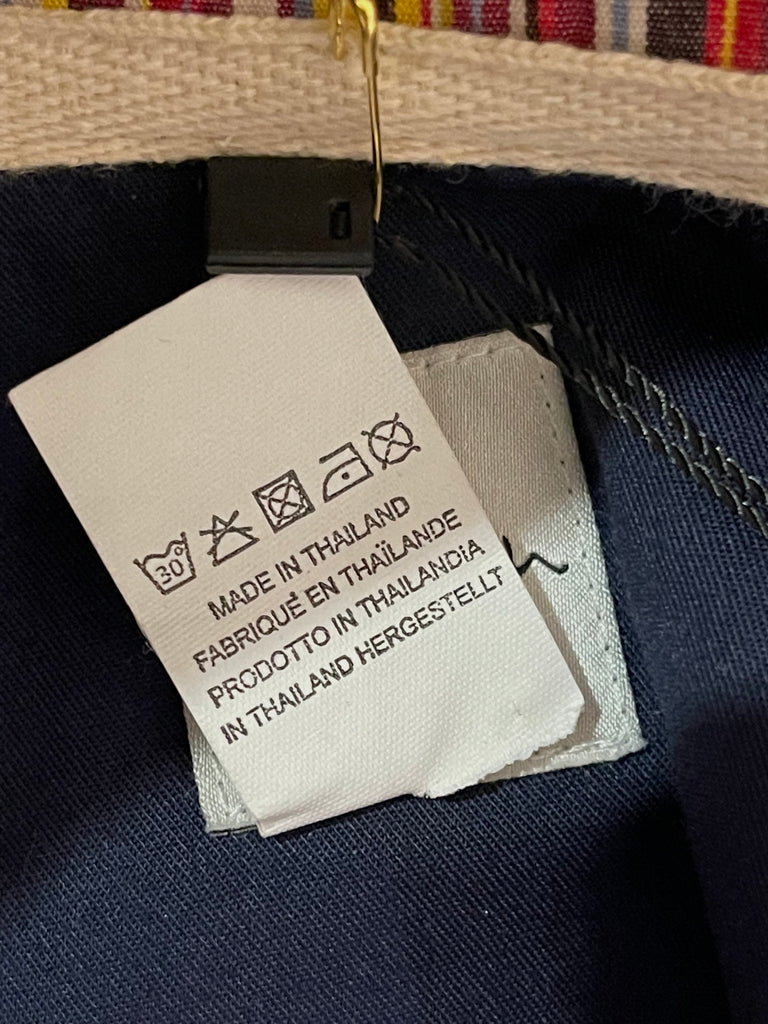 30°
MADE IN THAILAND
FABRIQUÉ EN THAÏLANDE
PRODOTTO IN THAILANDIA
IN THAILAND HERGESTELLT